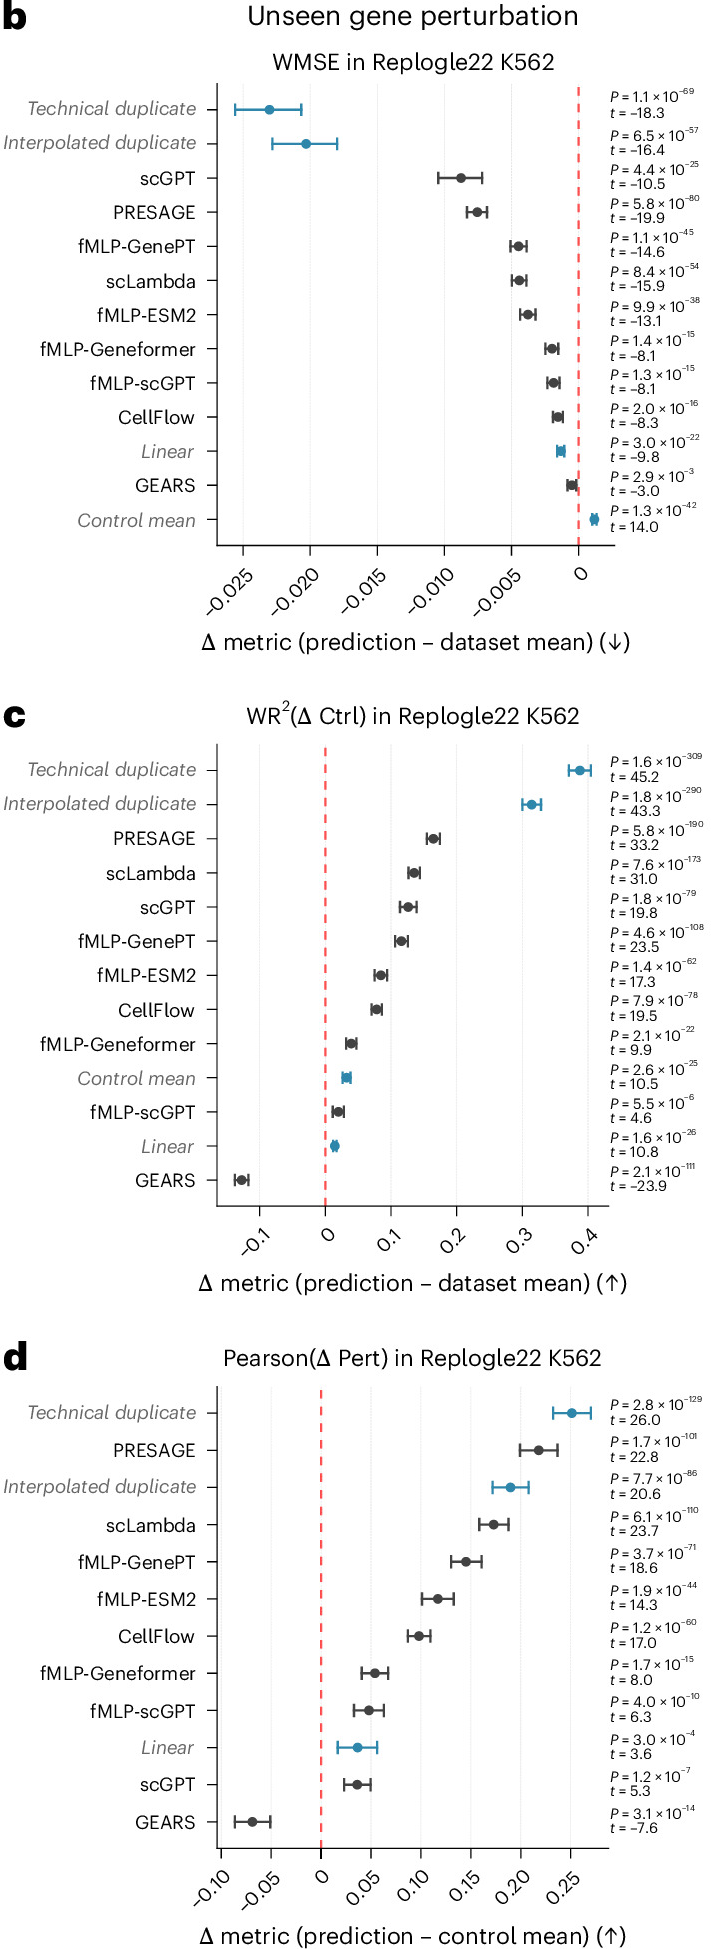 b
Unseen gene perturbation
WMSE in Replogle22 K562
Technical duplicate
P = 1.1 × 10⁻⁶⁹
t = –18.3
Interpolated duplicate
P = 6.5 × 10⁻⁵⁷
t = –16.4
scGPT
P = 4.4 × 10⁻²⁵
t = –10.5
PRESAGE
P = 5.8 × 10⁻⁸⁰
t = –19.9
fMLP-GenePT
P = 1.1 × 10⁻⁴⁵
t = –14.6
scLambda
P = 8.4 × 10⁻⁵⁴
t = –15.9
fMLP-ESM2
P = 9.9 × 10⁻³⁸
t = –13.1
fMLP-Geneformer
P = 1.4 × 10⁻¹⁵
t = –8.1
fMLP-scGPT
P = 1.3 × 10⁻¹⁵
t = –8.1
CellFlow
P = 2.0 × 10⁻¹⁶
t = –8.3
Linear
P = 3.0 × 10⁻²²
t = –9.8
GEARS
P = 2.9 × 10⁻³
t = –3.0
Control mean
P = 1.3 × 10⁻⁴²
t = 14.0
–0.025 –0.020 –0.015 –0.010 –0.005 0
Δ metric (prediction – dataset mean) (↓)
c
WR²(Δ Ctrl) in Replogle22 K562
Technical duplicate
P = 1.6 × 10⁻³⁰⁹
t = 45.2
Interpolated duplicate
P = 1.8 × 10⁻²⁹⁰
t = 43.3
PRESAGE
P = 5.8 × 10⁻¹⁹⁰
t = 33.2
scLambda
P = 7.6 × 10⁻¹⁷³
t = 31.0
scGPT
P = 1.8 × 10⁻⁷⁹
t = 19.8
fMLP-GenePT
P = 4.6 × 10⁻¹⁰⁸
t = 23.5
fMLP-ESM2
P = 1.4 × 10⁻⁶²
t = 17.3
CellFlow
P = 7.9 × 10⁻⁷⁸
t = 19.5
fMLP-Geneformer
P = 2.1 × 10⁻²²
t = 9.9
Control mean
P = 2.6 × 10⁻²⁵
t = 10.5
fMLP-scGPT
P = 5.5 × 10⁻⁶
t = 4.6
Linear
P = 1.6 × 10⁻²⁶
t = 10.8
GEARS
P = 2.1 × 10⁻¹¹¹
t = –23.9
–0.1 0 0.1 0.2 0.3 0.4
Δ metric (prediction – dataset mean) (↑)
d
Pearson(Δ Pert) in Replogle22 K562
Technical duplicate
P = 2.8 × 10⁻¹²⁹
t = 26.0
PRESAGE
P = 1.7 × 10⁻¹⁰¹
t = 22.8
Interpolated duplicate
P = 7.7 × 10⁻⁸⁶
t = 20.6
scLambda
P = 6.1 × 10⁻¹¹⁰
t = 23.7
fMLP-GenePT
P = 3.7 × 10⁻⁷¹
t = 18.6
fMLP-ESM2
P = 1.9 × 10⁻⁴⁴
t = 14.3
CellFlow
P = 1.2 × 10⁻⁶⁰
t = 17.0
fMLP-Geneformer
P = 1.7 × 10⁻¹⁵
t = 8.0
fMLP-scGPT
P = 4.0 × 10⁻¹⁰
t = 6.3
Linear
P = 3.0 × 10⁻⁴
t = 3.6
scGPT
P = 1.2 × 10⁻⁷
t = 5.3
GEARS
P = 3.1 × 10⁻¹⁴
t = –7.6
–0.10 –0.05 0 0.05 0.10 0.15 0.20 0.25
Δ metric (prediction – control mean) (↑)